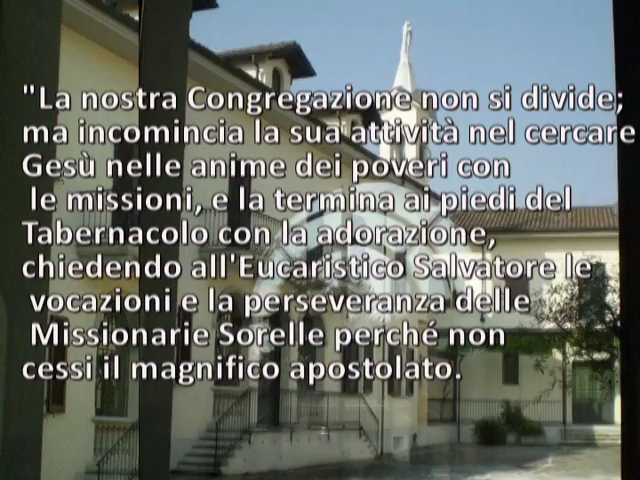 "La nostra Congregazione non si divide;
ma incomincia la sua attività nel cercare
Gesù nelle anime dei poveri con
le missioni, e la termina ai piedi del
Tabernacolo con la adorazione,
chiedendo all'Eucaristico Salvatore le
vocazioni e la perseveranza delle
Missionarie Sorelle perché non
cessi il magnifico apostolato.